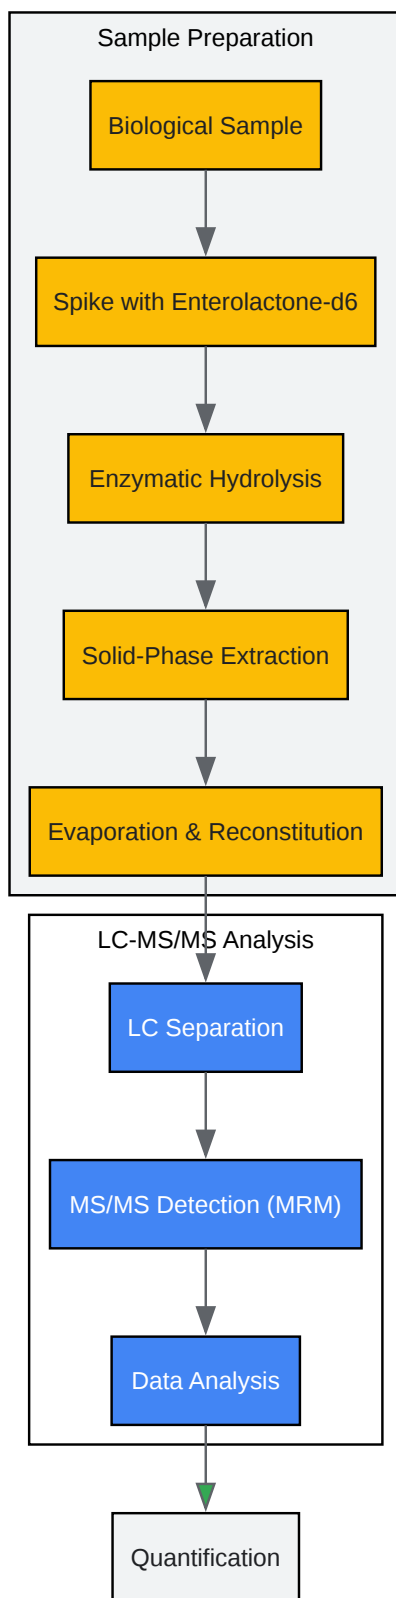 Sample Preparation
Biological Sample
Spike with Enterolactone-d6
Enzymatic Hydrolysis
Solid-Phase Extraction
Evaporation & Reconstitution
LC-MS/MS Analysis
LC Separation
MS/MS Detection (MRM)
Data Analysis
Quantification